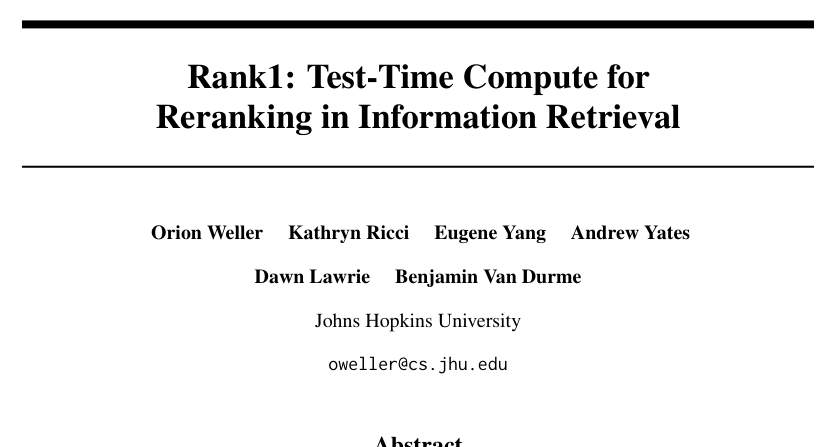 Rank1: Test-Time Compute for
Reranking in Information Retrieval
Orion Weller Kathryn Ricci Eugene Yang Andrew Yates
Dawn Lawrie Benjamin Van Durme
Johns Hopkins University
oweller@cs.jhu.edu
Abstract